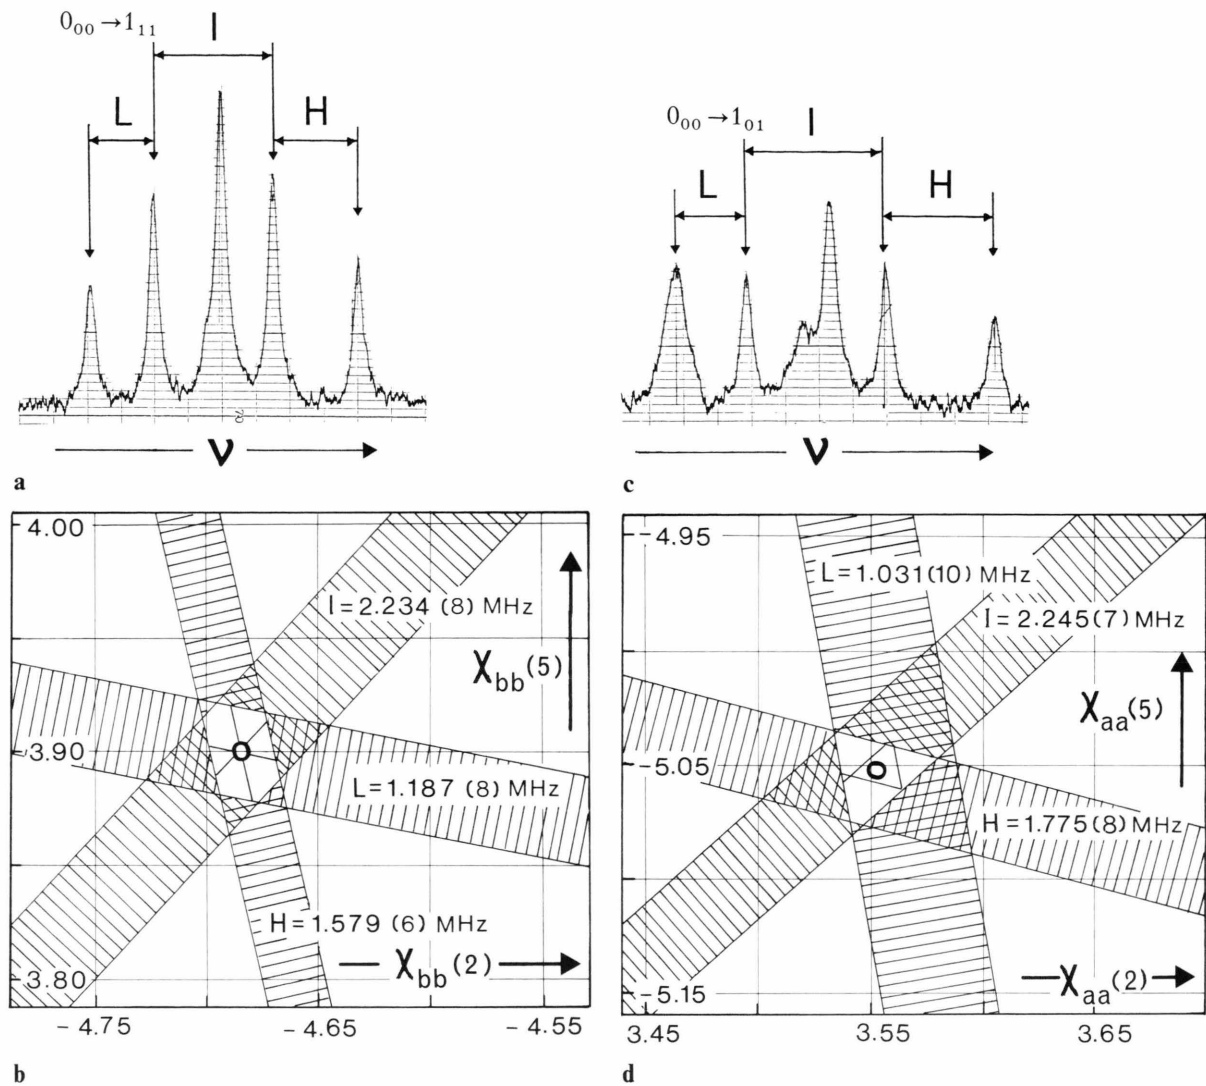 0₀₀→1₁₁
I
L
H
ν
a
0₀₀→1₀₁
I
L
H
ν
c
4.00
I=2.234 (8) MHz
χbb(5)
3.90
L=1.187 (8) MHz
H=1.579 (6) MHz
χbb(2)
3.80
-4.75 -4.65 -4.55
b
-4.95
L=1.031(10) MHz
I=2.245(7) MHz
χaa(5)
-5.05
H=1.775(8) MHz
χaa(2)
-5.15
3.45 3.55 3.65
d